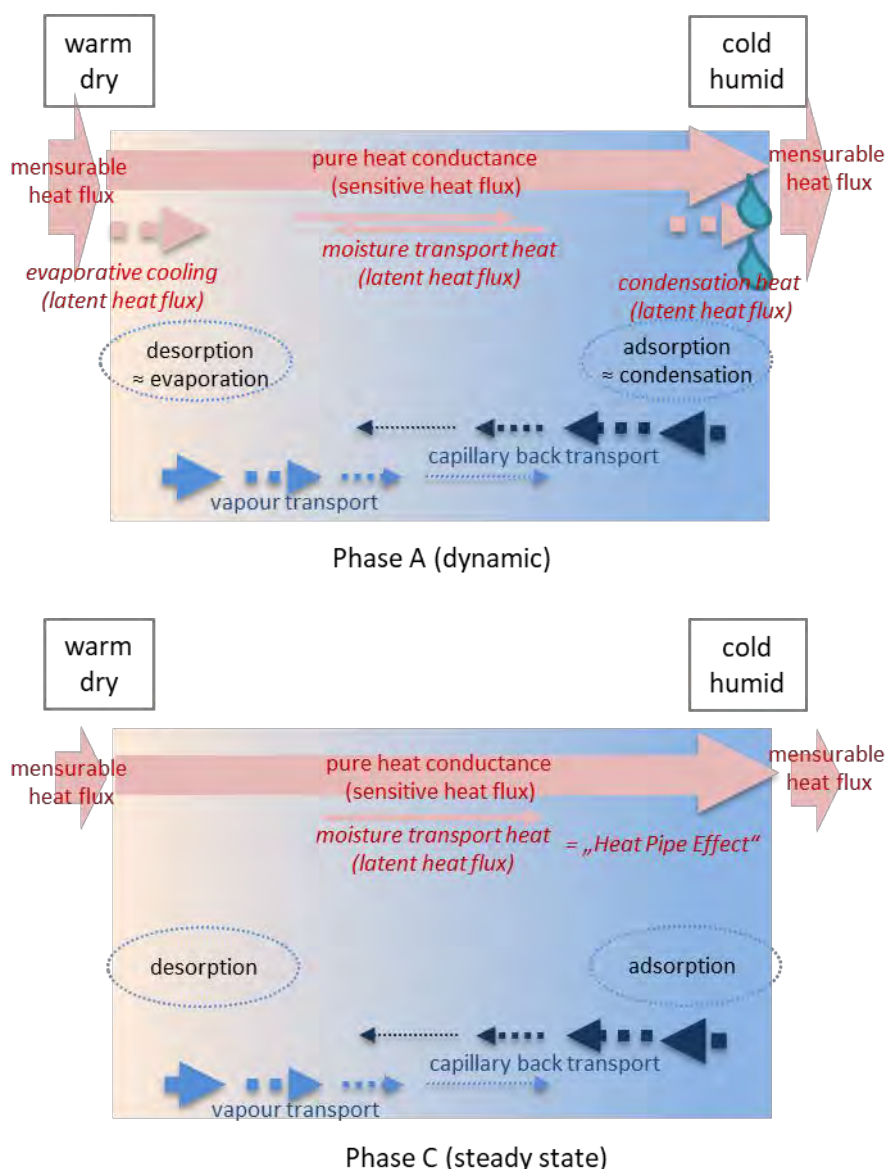 warm
dry
cold
humid
mensurable
heat flux
pure heat conductance
(sensitive heat flux)
mensurable
heat flux
evaporative cooling
(latent heat flux)
moisture transport heat
(latent heat flux)
condensation heat
(latent heat flux)
desorption
≈ evaporation
adsorption
≈ condensation
capillary back transport
vapour transport
Phase A (dynamic)
warm
dry
cold
humid
mensurable
heat flux
pure heat conductance
(sensitive heat flux)
mensurable
heat flux
moisture transport heat
(latent heat flux)
= „Heat Pipe Effect“
desorption
adsorption
capillary back transport
vapour transport
Phase C (steady state)